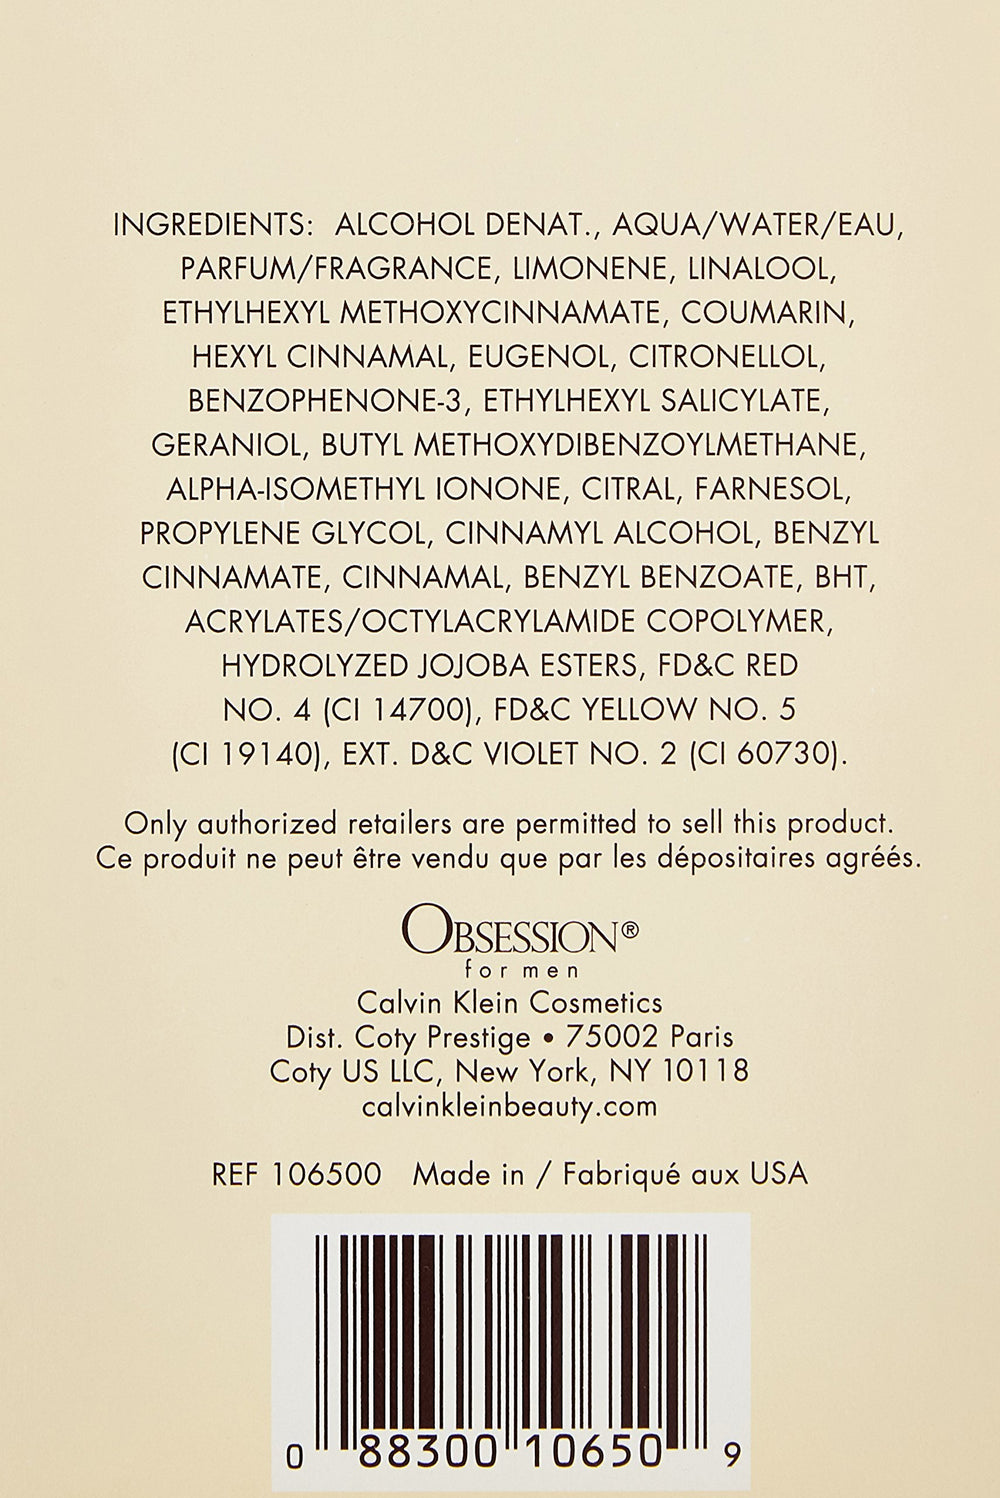 INGREDIENTS: ALCOHOL DENAT., AQUA/WATER/EAU,
PARFUM/FRAGRANCE, LIMONENE, LINALOOL,
ETHYLHEXYL METHOXYCINNAMATE, COUMARIN,
HEXYL CINNAMAL, EUGENOL, CITRONELLOL,
BENZOPHENONE-3, ETHYLHEXYL SALICYLATE,
GERANIOL, BUTYL METHOXYDIBENZOYLMETHANE,
ALPHA-ISOMETHYL IONONE, CITRAL, FARNESOL,
PROPYLENE GLYCOL, CINNAMYL ALCOHOL, BENZYL
CINNAMATE, CINNAMAL, BENZYL BENZOATE, BHT,
ACRYLATES/OCTYLACRYLAMIDE COPOLYMER,
HYDROLYZED JOJOBA ESTERS, FD&C RED
NO. 4 (CI 14700), FD&C YELLOW NO. 5
(CI 19140), EXT. D&C VIOLET NO. 2 (CI 60730).
Only authorized retailers are permitted to sell this product.
Ce produit ne peut être vendu que par les dépositaires agréés.
OBSESSION®
for men
Calvin Klein Cosmetics
Dist. Coty Prestige • 75002 Paris
Coty US LLC, New York, NY 10118
calvinkleinbeauty.com
REF 106500 Made in / Fabriqué aux USA
0 88300 10650 9